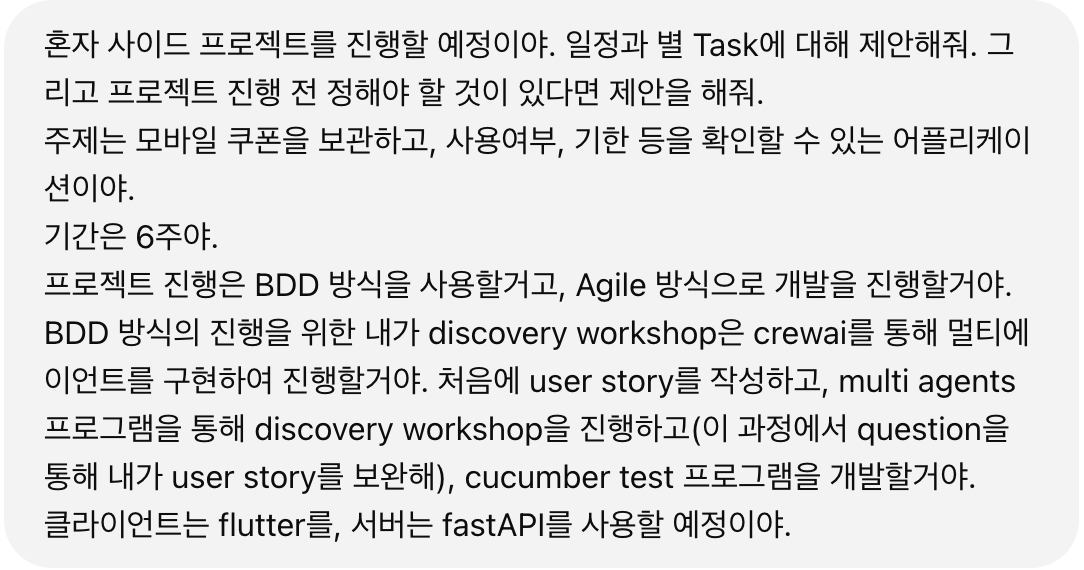 혼자 사이드 프로젝트를 진행할 예정이야. 일정과 별 Task에 대해 제안해줘. 그
리고 프로젝트 진행 전 정해야 할 것이 있다면 제안을 해줘.
주제는 모바일 쿠폰을 보관하고, 사용여부, 기한 등을 확인할 수 있는 어플리케이
션이야.
기간은 6주야.
프로젝트 진행은 BDD 방식을 사용할거고, Agile 방식으로 개발을 진행할거야.
BDD 방식의 진행을 위한 내가 discovery workshop은 crewai를 통해 멀티에
이언트를 구현하여 진행할거야. 처음에 user story를 작성하고, multi agents
프로그램을 통해 discovery workshop을 진행하고(이 과정에서 question을
통해 내가 user story를 보완해), cucumber test 프로그램을 개발할거야.
클라이언트는 flutter를, 서버는 fastAPI를 사용할 예정이야.